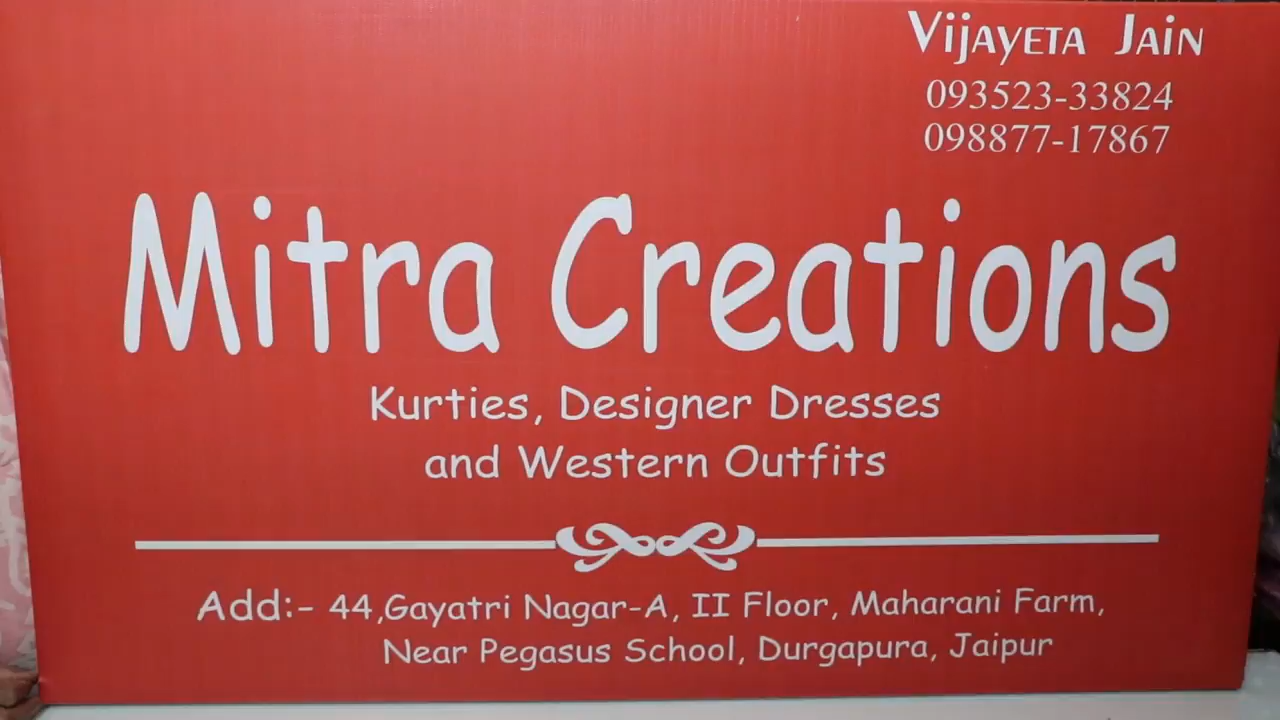 Vijayeta Jain
093523-33824
098877-17867
Mitra Creations
Kurties, Designer Dresses
and Western Outfits
Add:- 44,Gayatri Nagar-A, II Floor, Maharani Farm,
Near Pegasus School, Durgapura, Jaipur